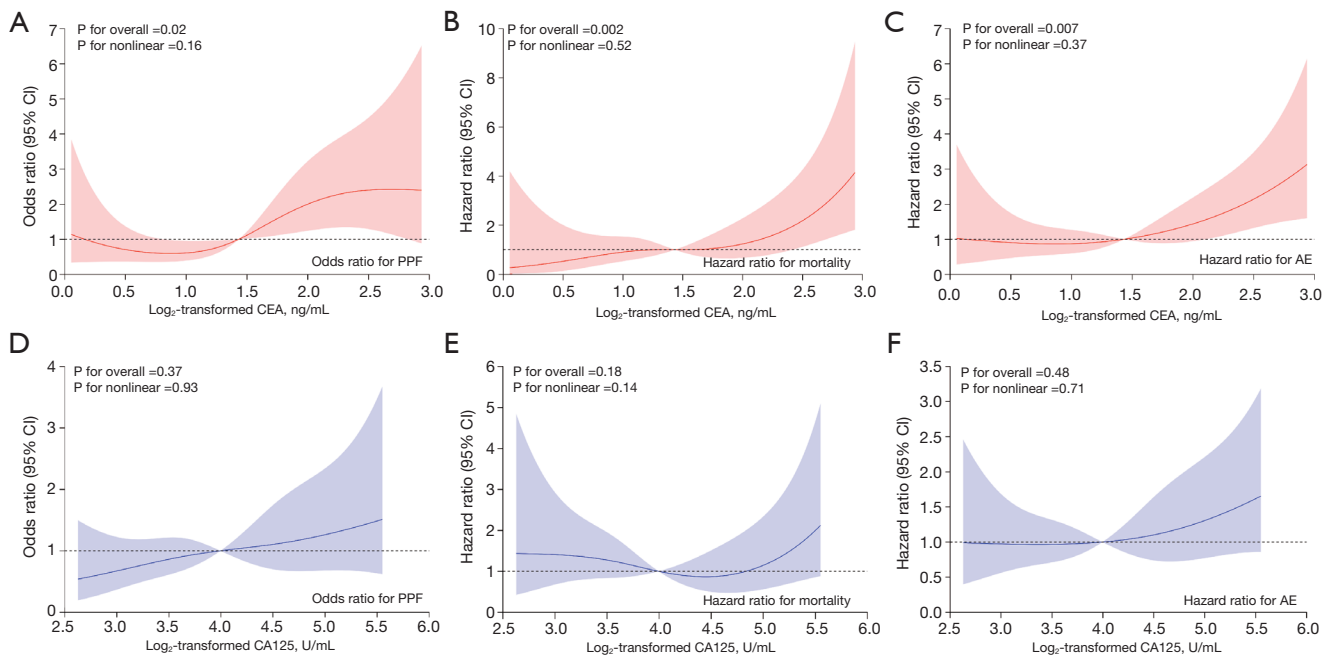 A
P for overall =0.02
P for nonlinear =0.16
Odds ratio (95% CI)
7
6
5
4
3
2
1
0
Odds ratio for PPF
0.0 0.5 1.0 1.5 2.0 2.5 3.0
Log₂-transformed CEA, ng/mL
B
P for overall =0.002
P for nonlinear =0.52
Hazard ratio (95% CI)
10
8
6
4
2
0
Hazard ratio for mortality
0.0 0.5 1.0 1.5 2.0 2.5 3.0
Log₂-transformed CEA, ng/mL
C
P for overall =0.007
P for nonlinear =0.37
Hazard ratio (95% CI)
7
6
5
4
3
2
1
0
Hazard ratio for AE
0.0 0.5 1.0 1.5 2.0 2.5 3.0
Log₂-transformed CEA, ng/mL
D
P for overall =0.37
P for nonlinear =0.93
Odds ratio (95% CI)
4
3
2
1
0
Odds ratio for PPF
2.5 3.0 3.5 4.0 4.5 5.0 5.5 6.0
Log₂-transformed CA125, U/mL
E
P for overall =0.18
P for nonlinear =0.14
Hazard ratio (95% CI)
6
5
4
3
2
1
0
Hazard ratio for mortality
2.5 3.0 3.5 4.0 4.5 5.0 5.5 6.0
Log₂-transformed CA125, U/mL
F
P for overall =0.48
P for nonlinear =0.71
Hazard ratio (95% CI)
3.5
3.0
2.5
2.0
1.5
1.0
0.5
0.0
Hazard ratio for AE
2.5 3.0 3.5 4.0 4.5 5.0 5.5 6.0
Log₂-transformed CA125, U/mL